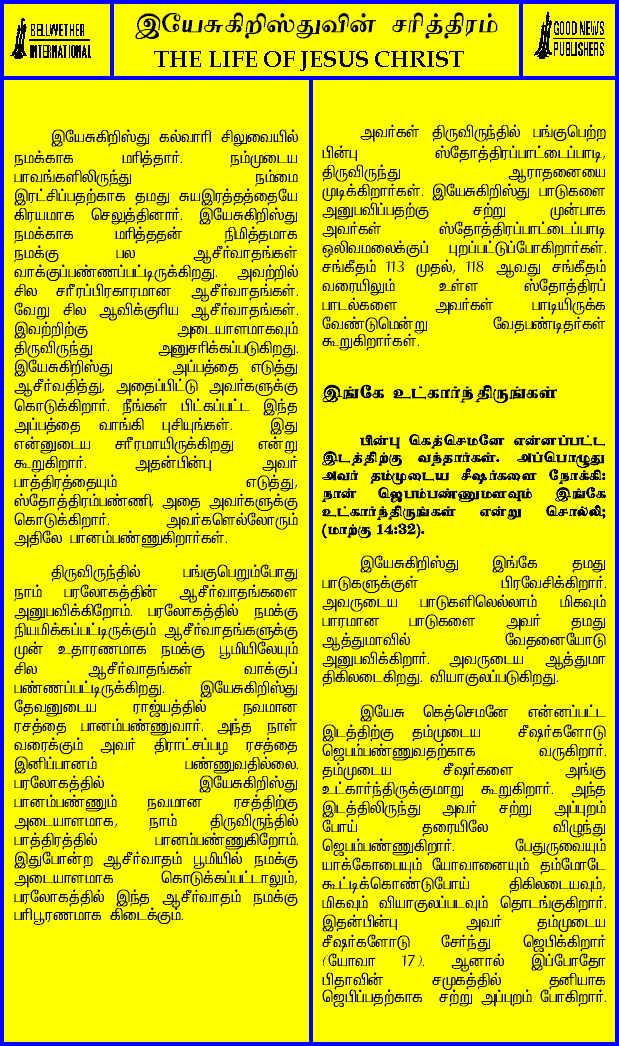 BELLWETHER
INTERNATIONAL
இயேசுகிறிஸ்துவின் சரித்திரம்
THE LIFE OF JESUS CHRIST
GOOD NEWS
PUBLISHERS
இயேசுகிறிஸ்து கல்வாரி சிலுவையில்
நமக்காக மரித்தார். நம்முடைய
பாவங்களிலிருந்து நம்மை
இரட்சிப்பதற்காக தமது சுயஇரத்தத்தையே
கிரயமாக செலுத்தினார். இயேசுகிறிஸ்து
நமக்காக மரித்ததன் நிமித்தமாக
நமக்கு பல ஆசீர்வாதங்கள்
வாக்குப்பண்ணப்பட்டிருக்கிறது. அவற்றில்
சில சரீரப்பிரகாரமான ஆசீர்வாதங்கள்.
வேறு சில ஆவிக்குரிய ஆசீர்வாதங்கள்.
இவற்றிற்கு அடையாளமாகவும்
திருவிருந்து அனுசரிக்கப்படுகிறது.
இயேசுகிறிஸ்து அப்பத்தை எடுத்து
ஆசீர்வதித்து, அதைப்பிட்டு அவர்களுக்கு
கொடுக்கிறார். நீங்கள் பிட்கப்பட்ட இந்த
அப்பத்தை வாங்கி புசியுங்கள். இது
என்னுடைய சரீரமாயிருக்கிறது என்று
கூறுகிறார். அதன்பின்பு அவர்
பாத்திரத்தையும் எடுத்து,
ஸ்தோத்திரம்பண்ணி, அதை அவர்களுக்கு
கொடுக்கிறார். அவர்களெல்லோரும்
அதிலே பானம்பண்ணுகிறார்கள்.
திருவிருந்தில் பங்குபெறும்போது
நாம் பரலோகத்தின் ஆசீர்வாதங்களை
அனுபவிக்கிறோம். பரலோகத்தில் நமக்கு
நியமிக்கப்பட்டிருக்கும் ஆசீர்வாதங்களுக்கு
முன் உதாரணமாக நமக்கு பூமியிலேயும்
சில ஆசீர்வாதங்கள் வாக்குப்
பண்ணப்பட்டிருக்கிறது. இயேசுகிறிஸ்து
தேவனுடைய ராஜ்யத்தில் நவமான
ரசத்தை பானம்பண்ணுவார். அந்த நாள்
வரைக்கும் அவர் திராட்சப்பழ ரசத்தை
இனிப்பானம் பண்ணுவதில்லை.
பரலோகத்தில் இயேசுகிறிஸ்து
பானம்பண்ணும் நவமான ரசத்திற்கு
அடையாளமாக, நாம் திருவிருந்தில்
பாத்திரத்தில் பானம்பண்ணுகிறோம்.
இதுபோன்ற ஆசீர்வாதம் பூமியில் நமக்கு
அடையாளமாக கொடுக்கப்பட்டாலும்,
பரலோகத்தில் இந்த ஆசீர்வாதம் நமக்கு
பரிபூரணமாக கிடைக்கும்.
அவர்கள் திருவிருந்தில் பங்குபெற்ற
பின்பு ஸ்தோத்திரப்பாட்டைப்பாடி,
திருவிருந்து ஆராதனையை
முடிக்கிறார்கள். இயேசுகிறிஸ்து பாடுகளை
அனுபவிப்பதற்கு சற்று முன்பாக
அவர்கள் ஸ்தோத்திரப்பாட்டைப்பாடி
ஒலிவமலைக்குப் புறப்பட்டுப்போகிறார்கள்.
சங்கீதம் 113 முதல், 118 ஆவது சங்கீதம்
வரையிலும் உள்ள ஸ்தோத்திரப்
பாடல்களை அவர்கள் பாடியிருக்க
வேண்டுமென்று வேதபண்டிதர்கள்
கூறுகிறார்கள்.
இங்கே உட்கார்ந்திருங்கள்
பின்பு கெத்செமனே என்னப்பட்ட
இடத்திற்கு வந்தார்கள். அப்பொழுது
அவர் தம்முடைய சீஷர்களை நோக்கி:
நான் ஜெபம்பண்ணுமளவும் இங்கே
உட்கார்ந்திருங்கள் என்று சொல்லி;
(மாற்கு 14:32).
இயேசுகிறிஸ்து இங்கே தமது
பாடுகளுக்குள் பிரவேசிக்கிறார்.
அவருடைய பாடுகளிலெல்லாம் மிகவும்
பாரமான பாடுகளை அவர் தமது
ஆத்துமாவில் வேதனையோடு
அனுபவிக்கிறார். அவருடைய ஆத்துமா
திகிலடைகிறது. வியாகுலப்படுகிறது.
இயேசு கெத்செமனே என்னப்பட்ட
இடத்திற்கு தம்முடைய சீஷர்களோடு
ஜெபம்பண்ணுவதற்காக வருகிறார்.
தம்முடைய சீஷர்களை அங்கு
உட்கார்ந்திருக்குமாறு கூறுகிறார். அந்த
இடத்திலிருந்து அவர் சற்று அப்புறம்
போய் தரையிலே விழுந்து
ஜெபம்பண்ணுகிறார். பேதுருவையும்
யாக்கோபையும் யோவானையும் தம்மோடே
கூட்டிக்கொண்டுபோய் திகிலடையவும்,
மிகவும் வியாகுலப்படவும் தொடங்குகிறார்.
இதன்பின்பு அவர் தம்முடைய
சீஷர்களோடு சேர்ந்து ஜெபிக்கிறார்
(யோவா 17). ஆனால் இப்போதோ
பிதாவின் சமுகத்தில் தனியாக
ஜெபிப்பதற்காக சற்று அப்புறம் போகிறார்.